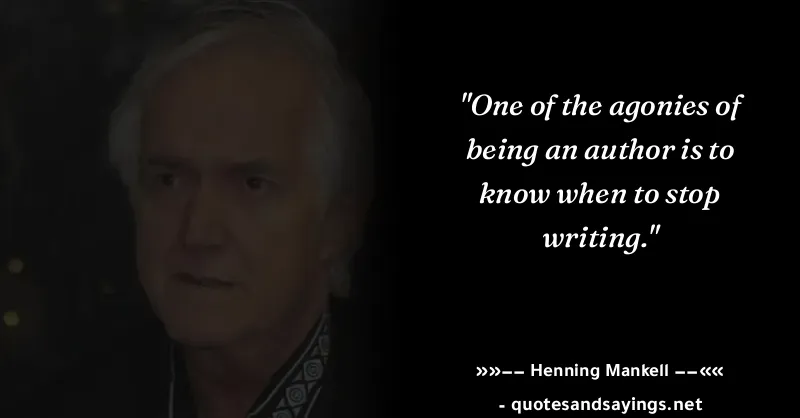 "One of the agonies of
being an author is to
know when to stop
writing."
»»−− Henning Mankell −−««
- quotesandsayings.net